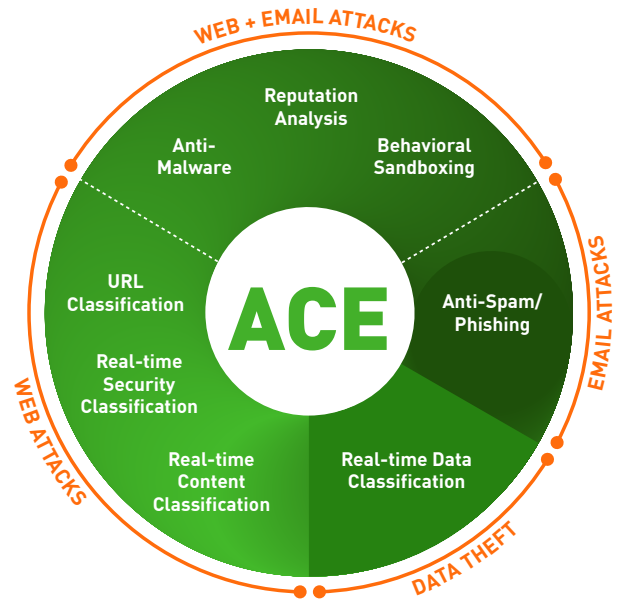 WEB + EMAIL ATTACKS
Reputation
Analysis
Anti-
Malware
Behavioral
Sandboxing
URL
Classification
ACE
Anti-Spam/
Phishing
EMAIL ATTACKS
Real-time
Security
Classification
WEB ATTACKS
Real-time
Content
Classification
Real-time Data
Classification
DATA THEFT